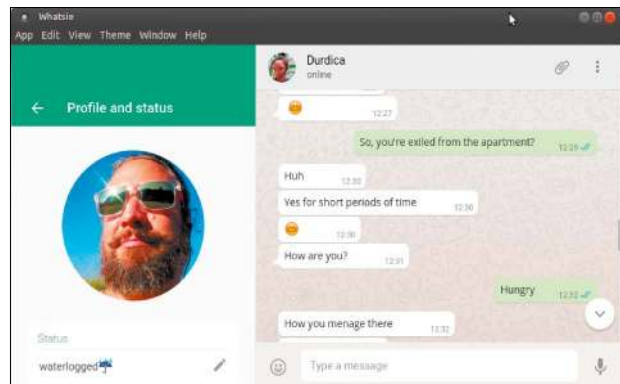 Whatsie
App Edit View Theme Window Help
Durdica
online
Profile and status
12:27
So, you're exiled from the apartment?
12:29
Huh
12:30
Yes for short periods of time
12:30
12:30
How are you?
12:31
Hungry
12:32
How you menage there
12:32
Status
waterlogged
Type a message